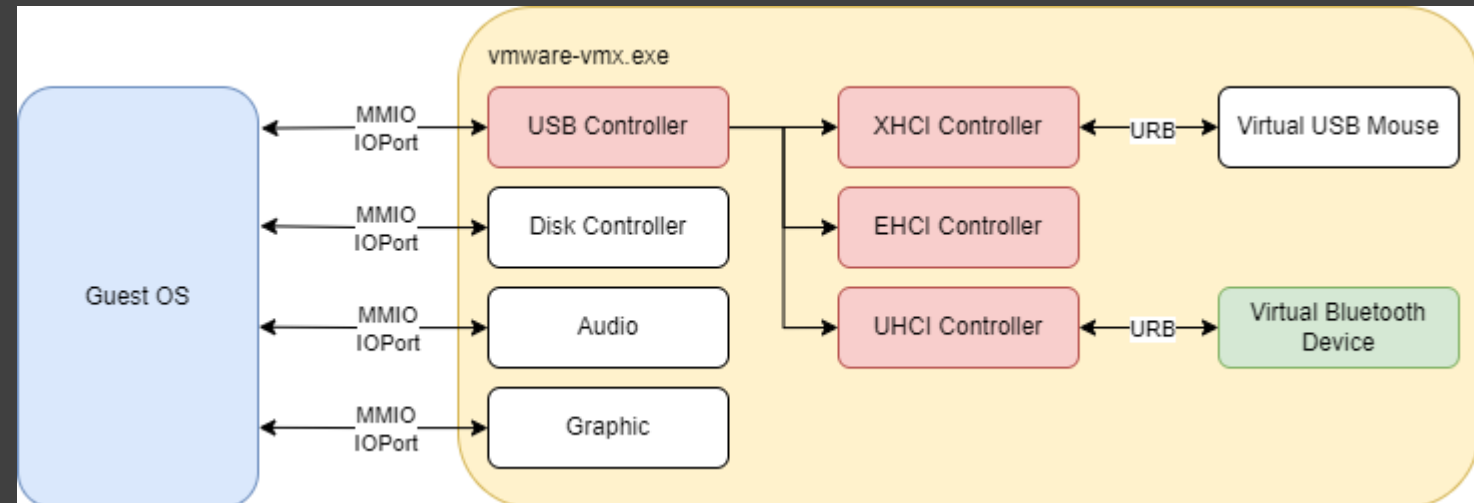 vmware-vmx.exe
MMIO
IOPort
USB Controller
XHCI Controller
URB
Virtual USB Mouse
MMIO
IOPort
Disk Controller
EHCI Controller
Guest OS
MMIO
IOPort
Audio
UHCI Controller
URB
Virtual Bluetooth
Device
MMIO
IOPort
Graphic